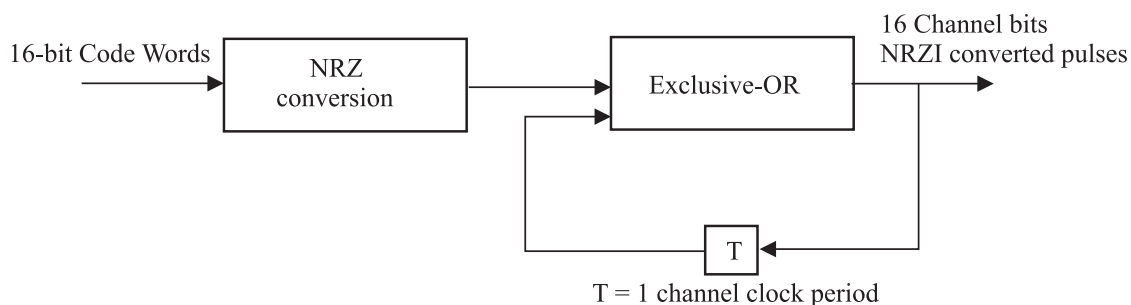 16-bit Code Words
NRZ
conversion
Exclusive-OR
16 Channel bits
NRZI converted pulses
T
T = 1 channel clock period